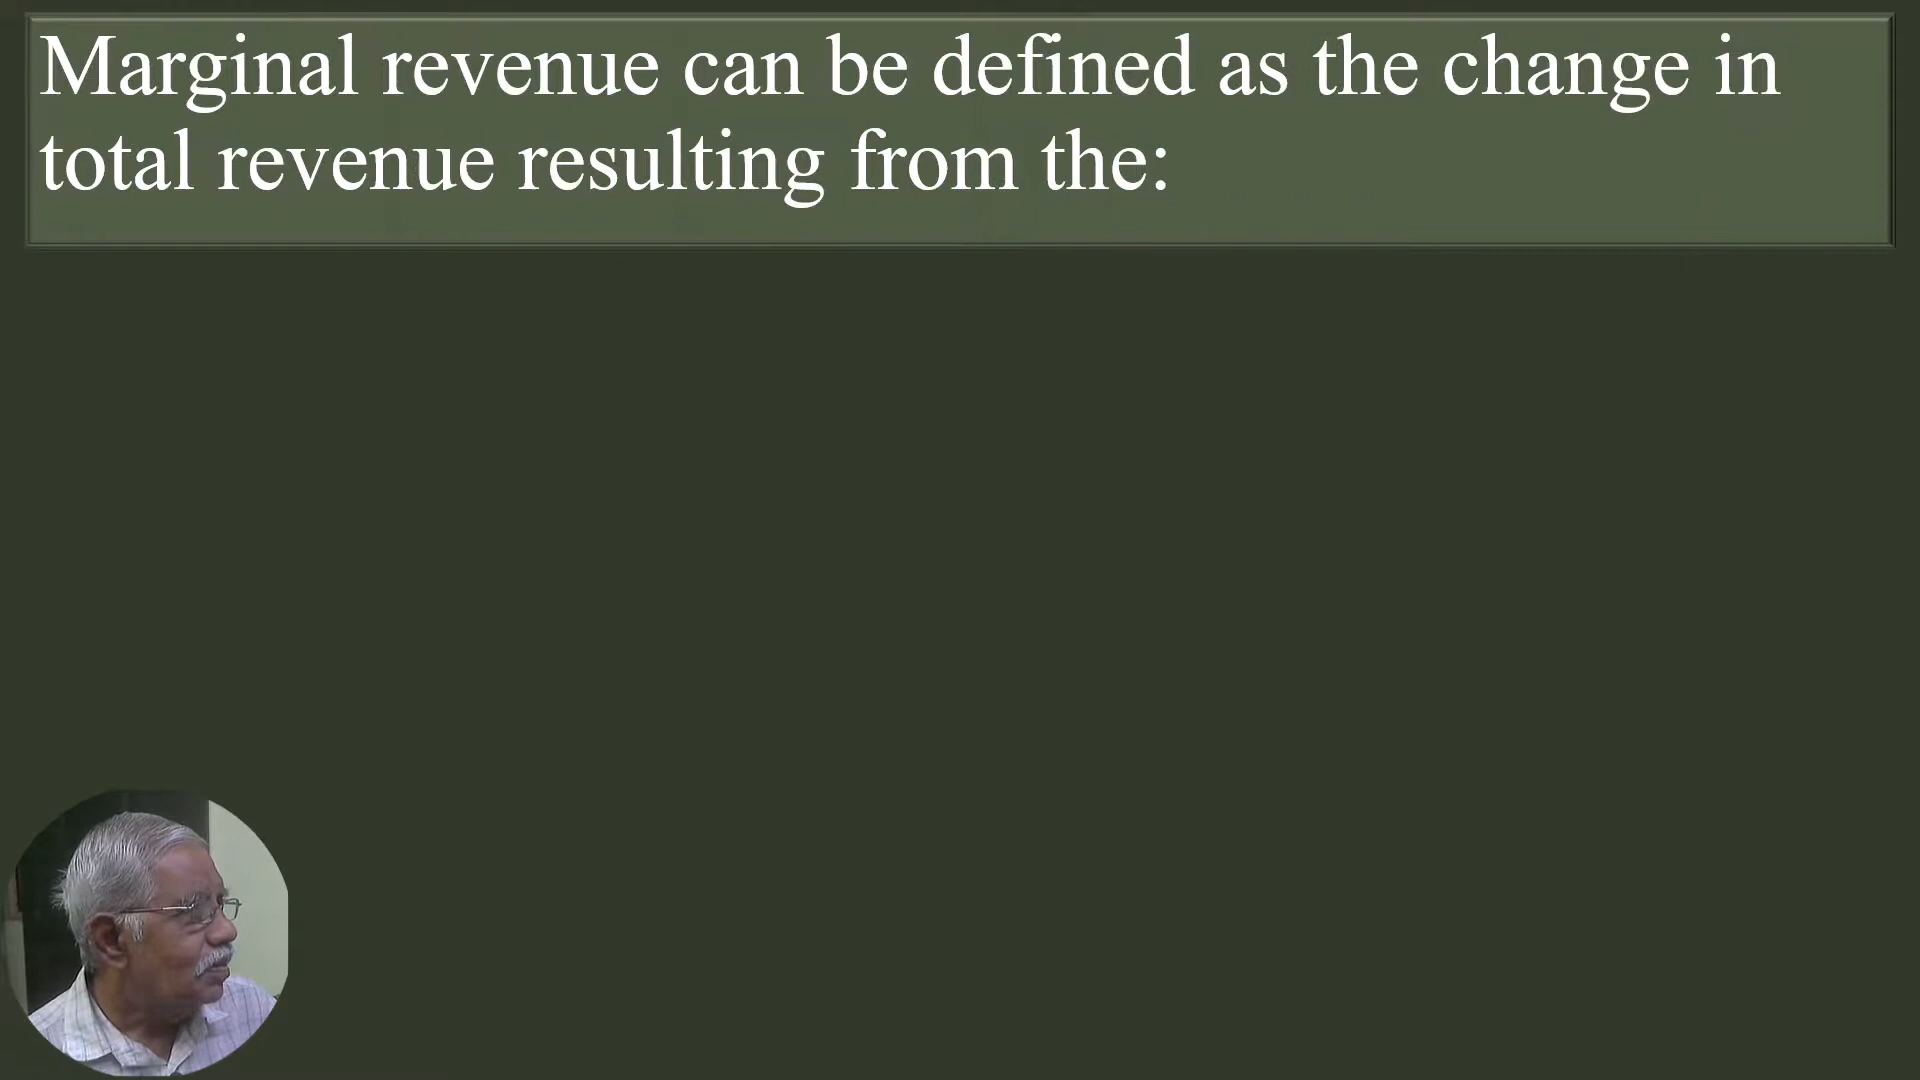 Marginal revenue can be defined as the change in
total revenue resulting from the: